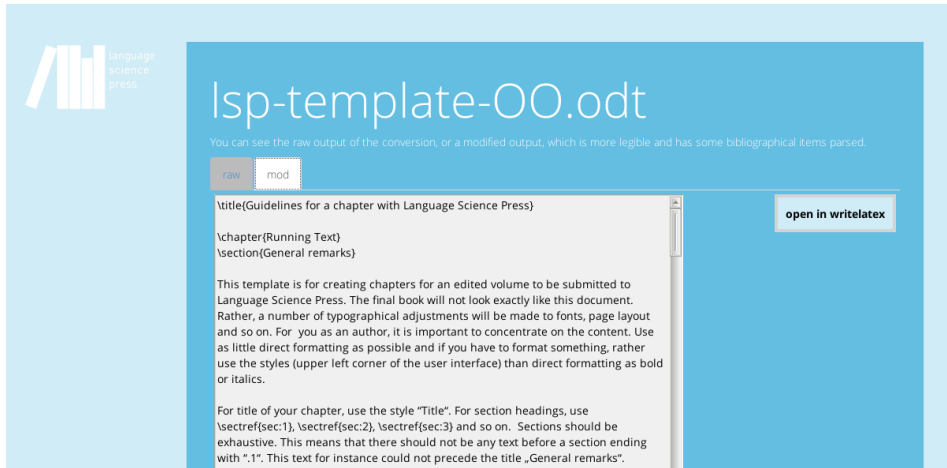 language
science
press
lsp-template-OO.odt
You can see the raw output of the conversion, or a modified output, which is more legible and has some bibliographical items parsed.
raw mod
\title{Guidelines for a chapter with Language Science Press}
open in writelatex
\chapter{Running Text}
\section{General remarks}
This template is for creating chapters for an edited volume to be submitted to
Language Science Press. The final book will not look exactly like this document.
Rather, a number of typographical adjustments will be made to fonts, page layout
and so on. For  you as an author, it is important to concentrate on the content. Use
as little direct formatting as possible and if you have to format something, rather
use the styles (upper left corner of the user interface) than direct formatting as bold
or italics.
For title of your chapter, use the style “Title“. For section headings, use
\sectref{sec:1}, \sectref{sec:2}, \sectref{sec:3} and so on.  Sections should be
exhaustive. This means that there should not be any text before a section ending
with “.1“. This text for instance could not precede the title „General remarks“.